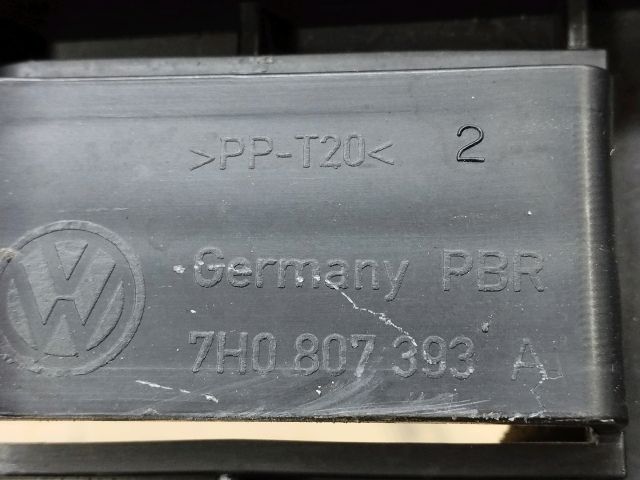 >PP-T20< 2
Germany PBR
7H0 807 393 A